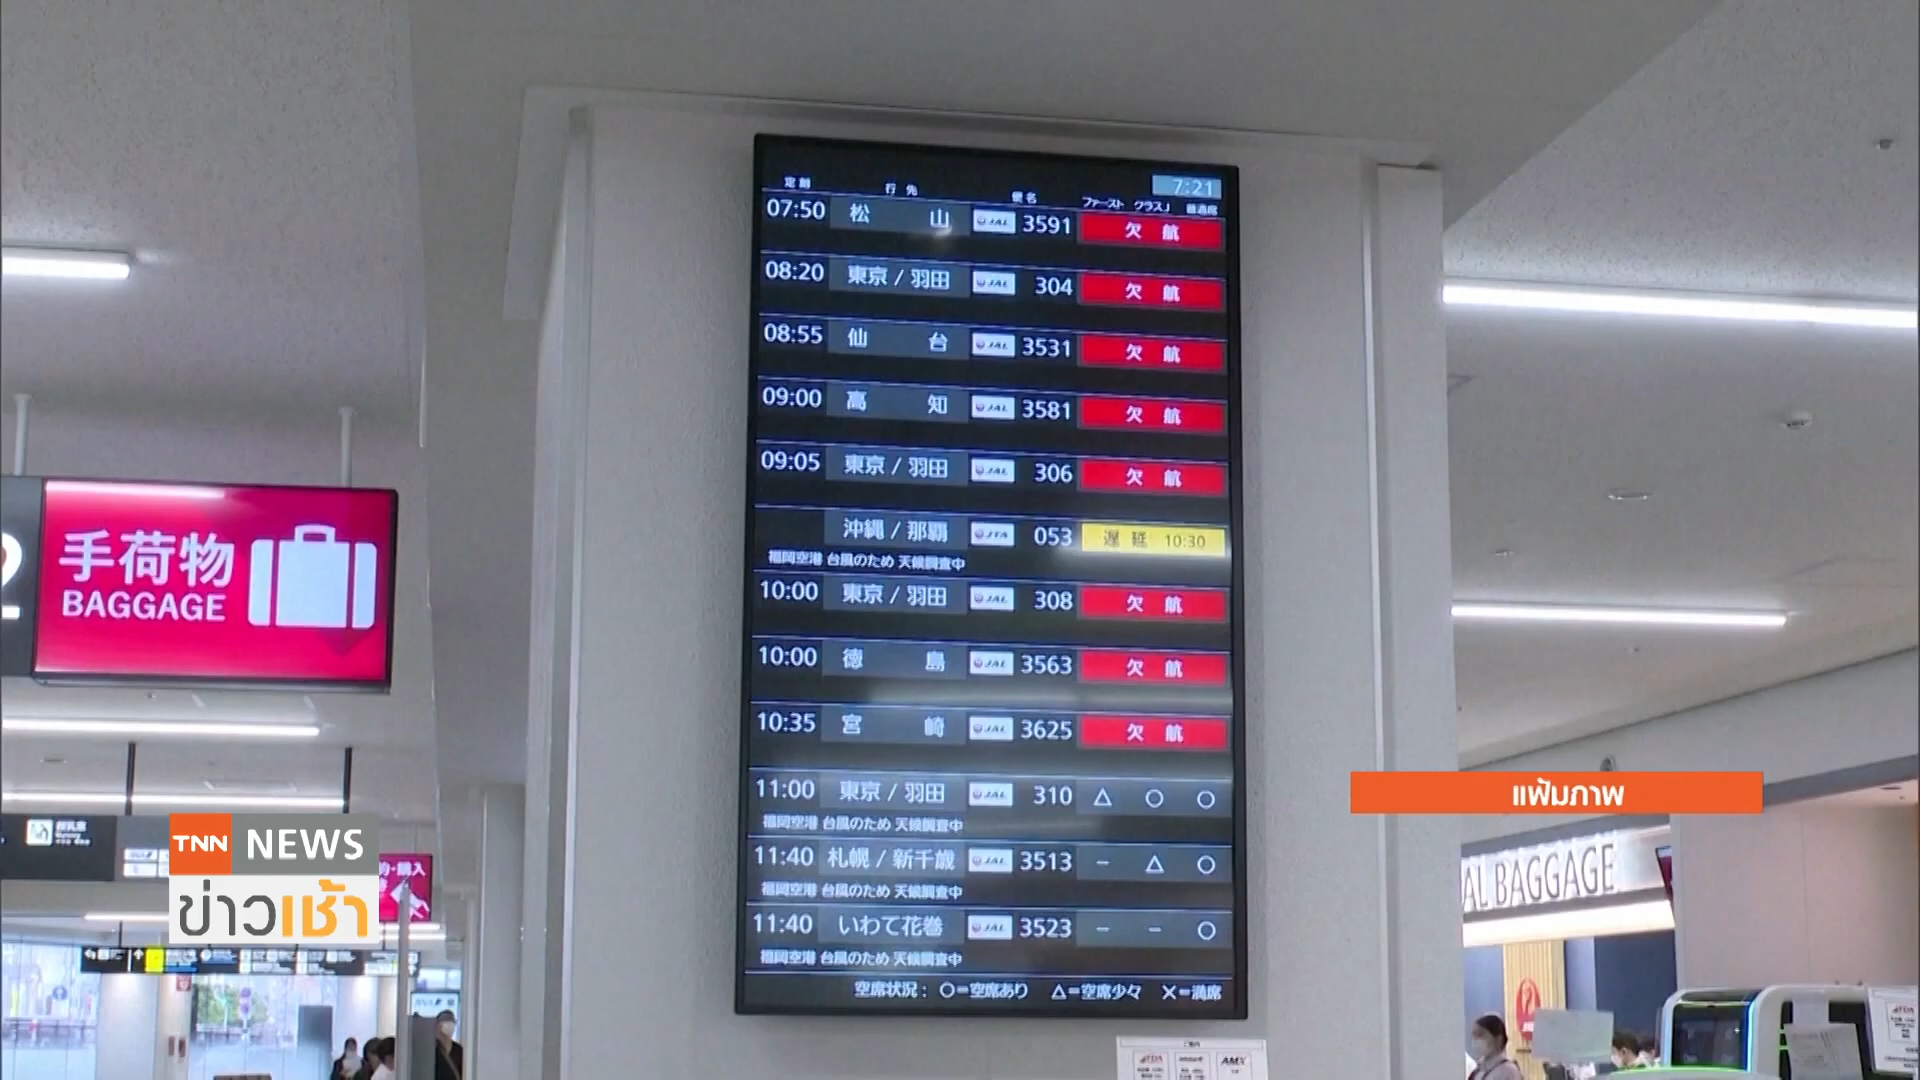 7:21
定刻 行先 便名 ファースト クラスJ 普通席
07:50 松山 JAL 3591 欠航
08:20 東京 / 羽田 JAL 304 欠航
08:55 仙台 JAL 3531 欠航
09:00 高知 JAL 3581 欠航
09:05 東京 / 羽田 JAL 306 欠航
沖縄 / 那覇 JTA 053 遅延 10:30
福岡空港 台風のため 天候調査中
10:00 東京 / 羽田 JAL 308 欠航
10:00 徳島 JAL 3563 欠航
10:35 宮崎 JAL 3625 欠航
11:00 東京 / 羽田 JAL 310 △ ○ ○
福岡空港 台風のため 天候調査中
11:40 札幌 / 新千歳 JAL 3513 － △ ○
福岡空港 台風のため 天候調査中
11:40 いわて花巻 JAL 3523 － － ○
福岡空港 台風のため 天候調査中
空席状況： ○＝空席あり △＝空席少々 ×＝満席
手荷物
BAGGAGE
แฟ้มภาพ
TNN NEWS
ข่าวเช้า
AL BAGGAGE
AMX